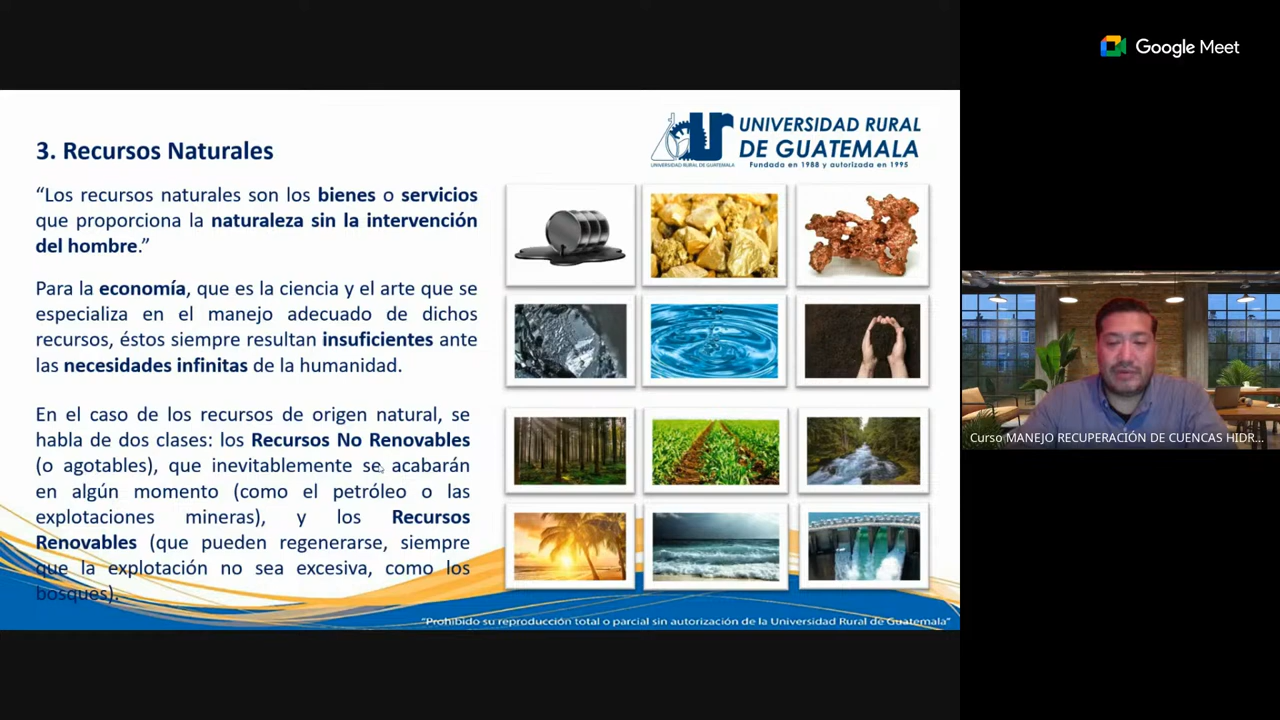 Google Meet
UNIVERSIDAD RURAL
DE GUATEMALA
Fundada en 1988 y autorizada en 1995
UNIVERSIDAD RURAL DE GUATEMALA
3. Recursos Naturales
“Los recursos naturales son los bienes o servicios
que proporciona la naturaleza sin la intervención
del hombre.”
Para la economía, que es la ciencia y el arte que se
especializa en el manejo adecuado de dichos
recursos, éstos siempre resultan insuficientes ante
las necesidades infinitas de la humanidad.
En el caso de los recursos de origen natural, se
habla de dos clases: los Recursos No Renovables
(o agotables), que inevitablemente se acabarán
en algún momento (como el petróleo o las
explotaciones mineras), y los Recursos
Renovables (que pueden regenerarse, siempre
que la explotación no sea excesiva, como los
bosques).
“Prohibido su reproducción total o parcial sin autorización de la Universidad Rural de Guatemala”
Curso MANEJO RECUPERACIÓN DE CUENCAS HIDR...